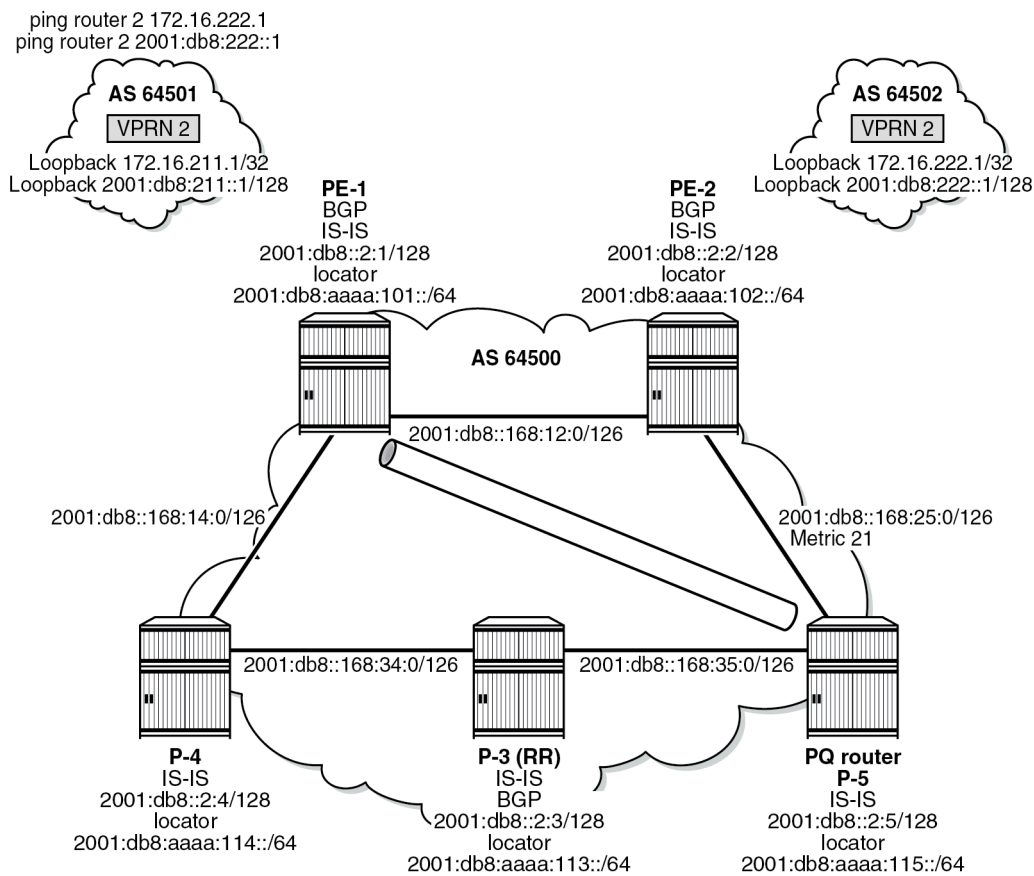 ping router 2 172.16.222.1
ping router 2 2001:db8:222::1
AS 64501
VPRN 2
Loopback 172.16.211.1/32
Loopback 2001:db8:211::1/128
AS 64502
VPRN 2
Loopback 172.16.222.1/32
Loopback 2001:db8:222::1/128
PE-1
BGP
IS-IS
2001:db8::2:1/128
locator
2001:db8:aaaa:101::/64
PE-2
BGP
IS-IS
2001:db8::2:2/128
locator
2001:db8:aaaa:102::/64
AS 64500
2001:db8::168:12:0/126
2001:db8::168:14:0/126
2001:db8::168:25:0/126
Metric 21
2001:db8::168:34:0/126
2001:db8::168:35:0/126
P-4
IS-IS
2001:db8::2:4/128
locator
2001:db8:aaaa:114::/64
P-3 (RR)
IS-IS
BGP
2001:db8::2:3/128
locator
2001:db8:aaaa:113::/64
PQ router
P-5
IS-IS
2001:db8::2:5/128
locator
2001:db8:aaaa:115::/64